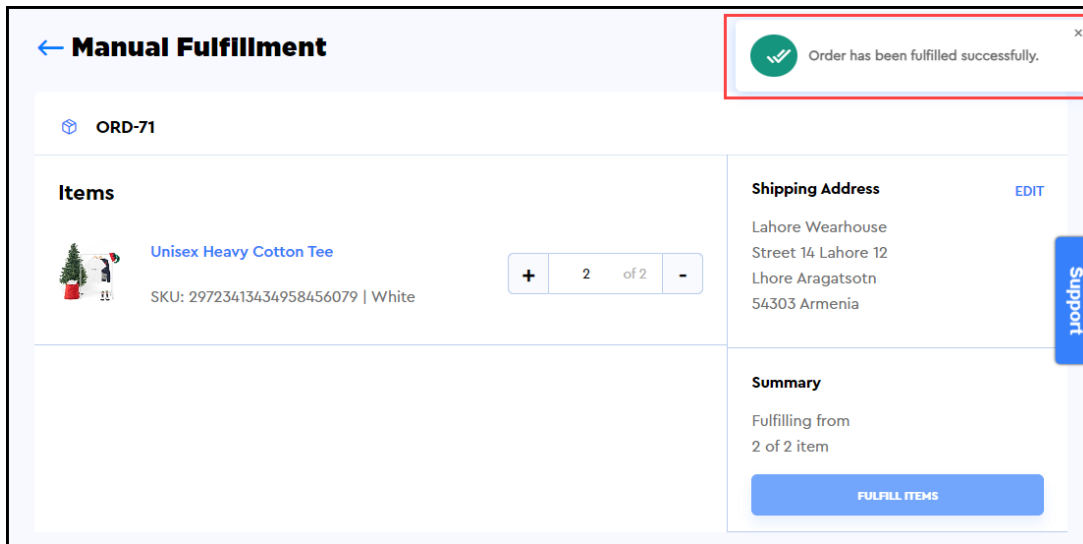 Manual Fulfillment
×
Order has been fulfilled successfully.
ORD-71
Items
Unisex Heavy Cotton Tee
SKU: 29723413434958456079 | White
+ 2 of 2 -
Shipping Address EDIT
Lahore Wearhouse
Street 14 Lahore 12
Lhore Aragatsotn
54303 Armenia
Support
Summary
Fulfilling from
2 of 2 item
FULFILL ITEMS